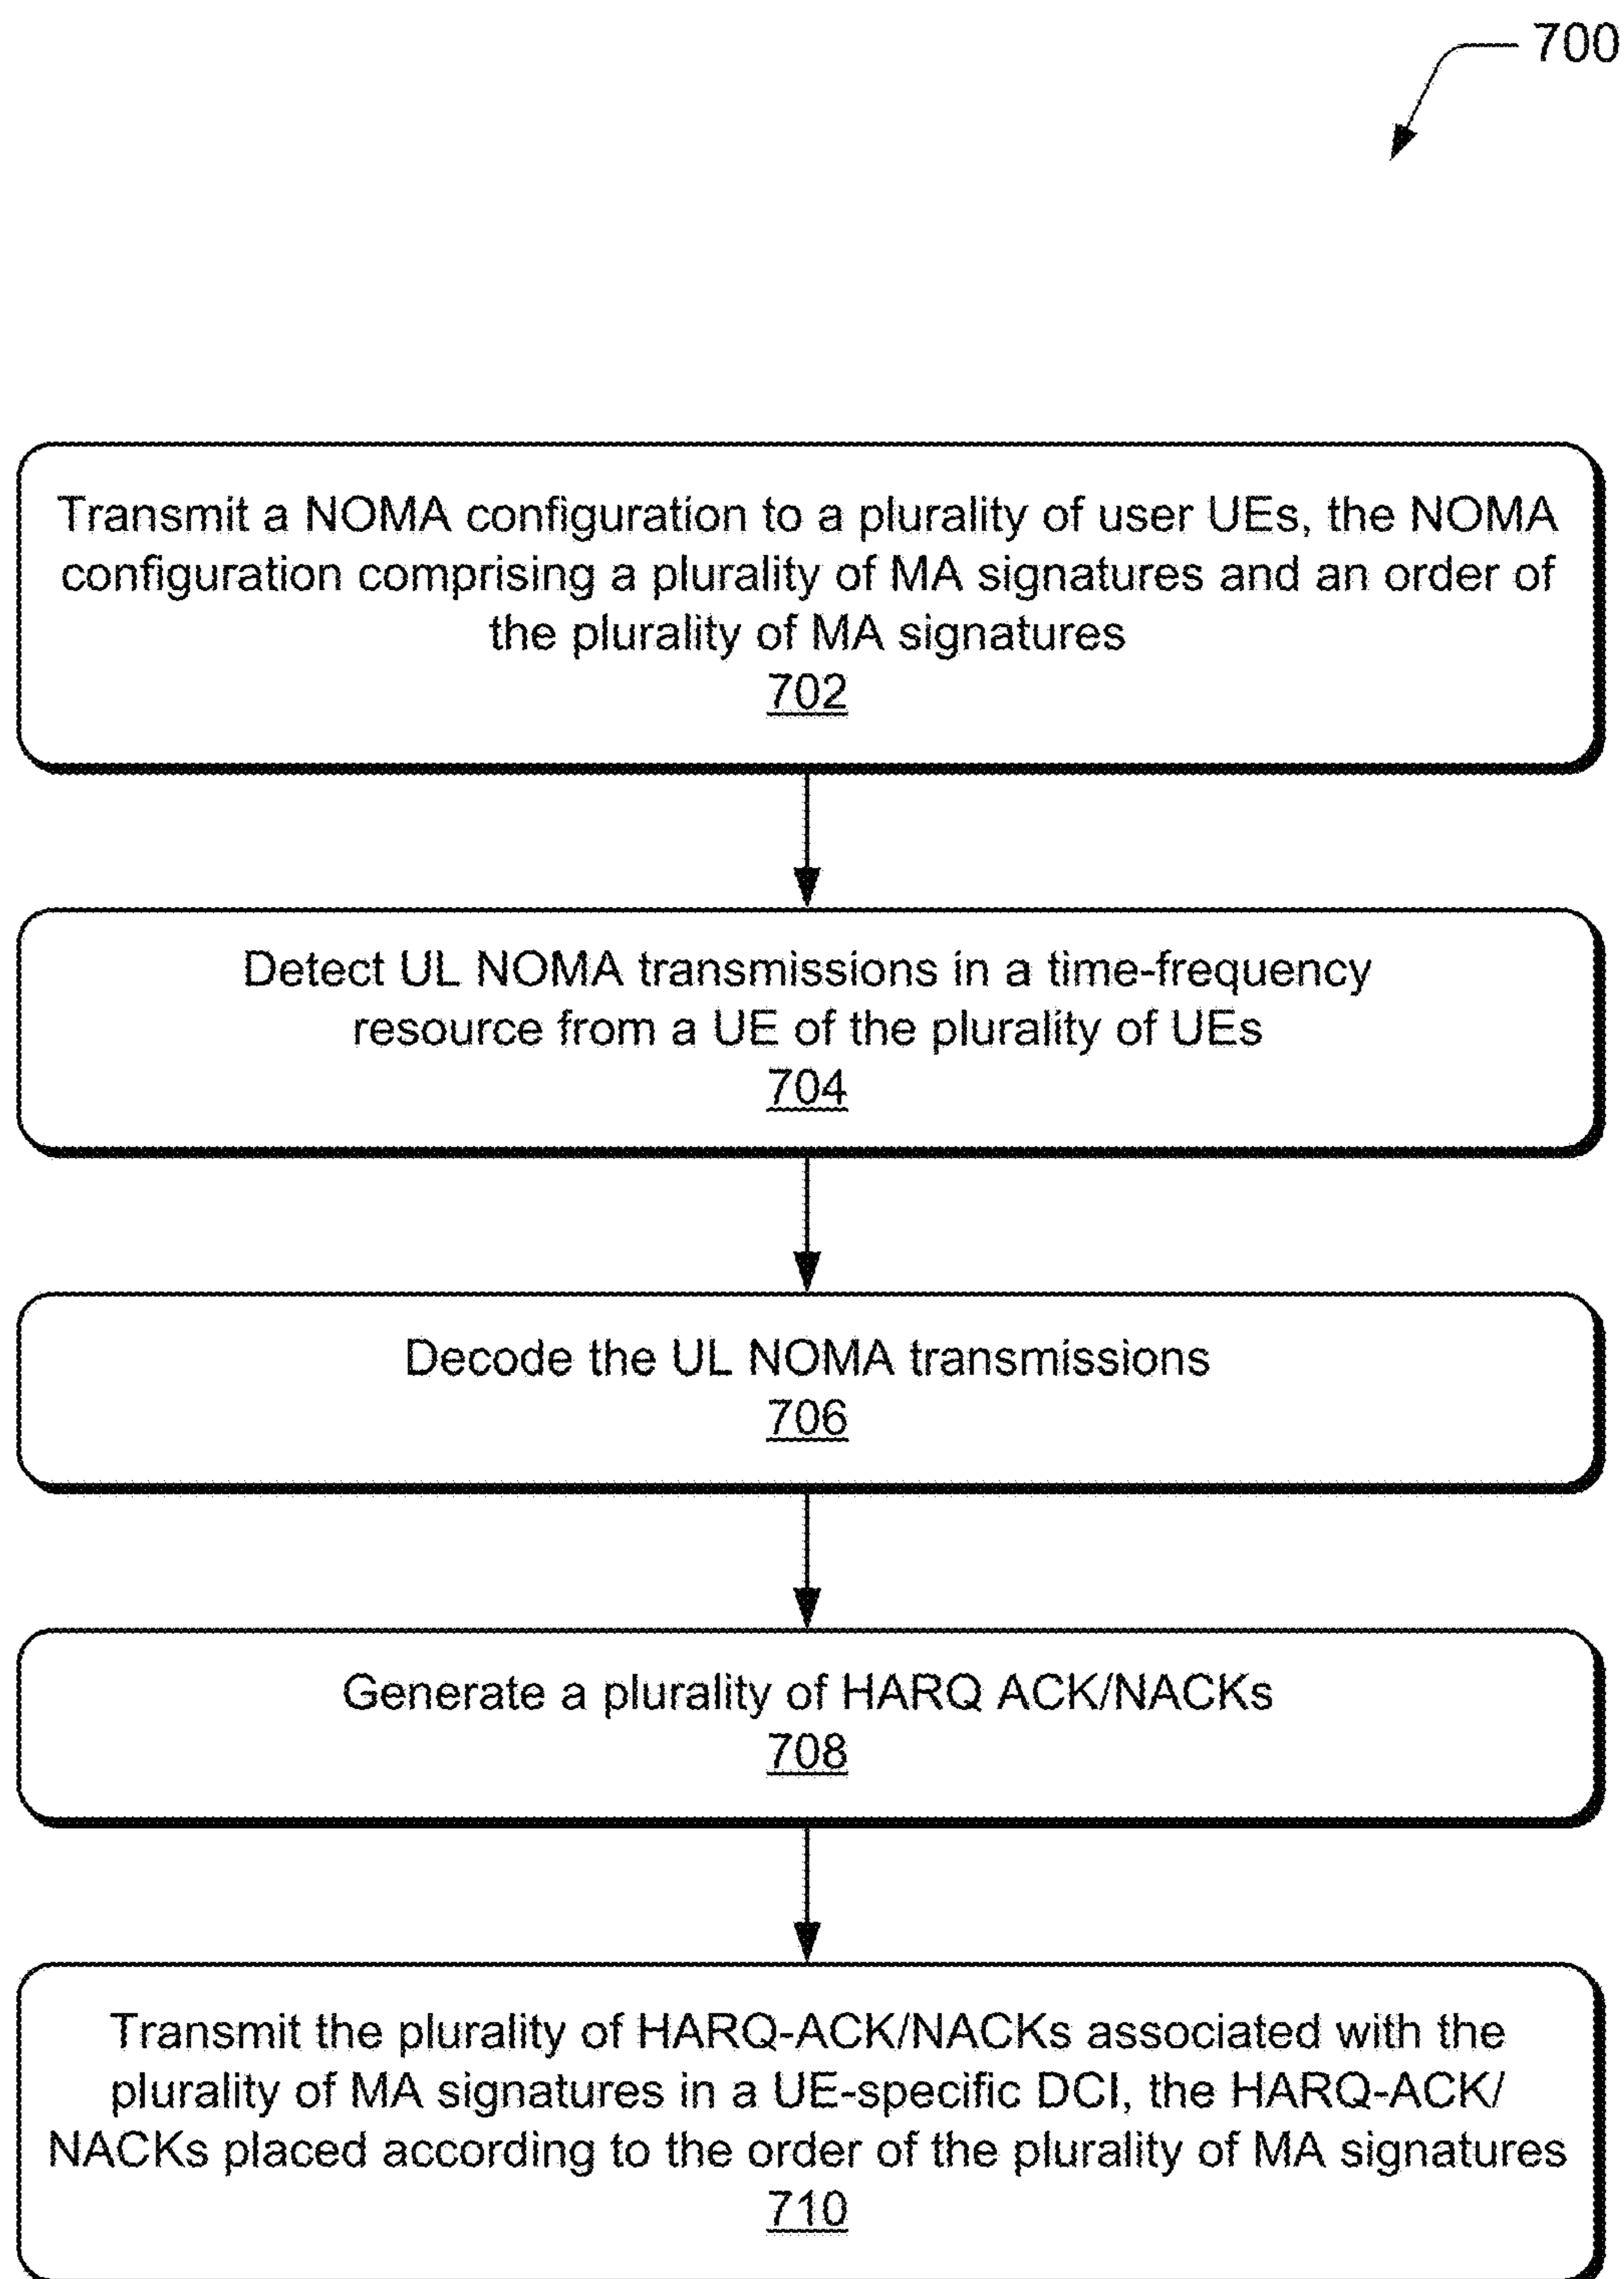 700
Transmit a NOMA configuration to a plurality of user UEs, the NOMA
configuration comprising a plurality of MA signatures and an order of
the plurality of MA signatures
702
Detect UL NOMA transmissions in a time-frequency
resource from a UE of the plurality of UEs
704
Decode the UL NOMA transmissions
706
Generate a plurality of HARQ ACK/NACKs
708
Transmit the plurality of HARQ-ACK/NACKs associated with the
plurality of MA signatures in a UE-specific DCI, the HARQ-ACK/
NACKs placed according to the order of the plurality of MA signatures
710